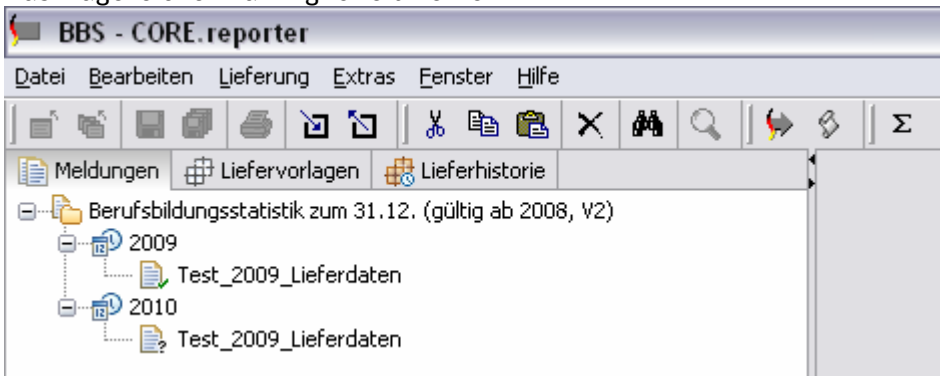 BBS - CORE.reporter
Datei Bearbeiten Lieferung Extras Fenster Hilfe
Σ
Meldungen Liefervorlagen Lieferhistorie
Berufsbildungsstatistik zum 31.12. (gültig ab 2008, V2)
2009
Test_2009_Lieferdaten
2010
Test_2009_Lieferdaten